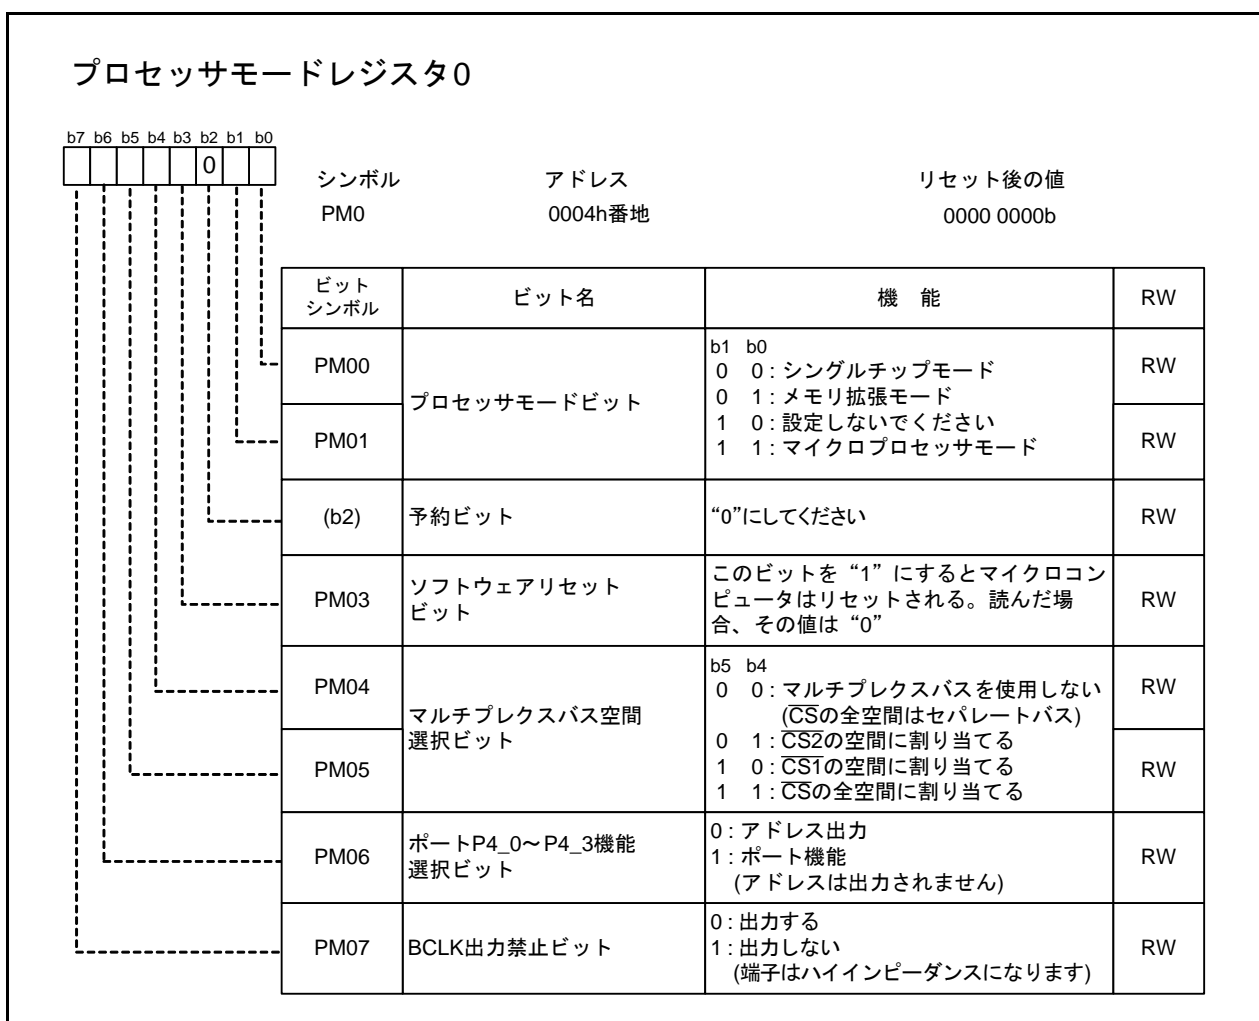 プロセッサモードレジスタ0
b7 b6 b5 b4 b3 b2 b1 b0
0
シンボル アドレス リセット後の値
PM0 0004h番地 0000 0000b
ビット
シンボル
ビット名
機 能
RW
PM00
PM01
プロセッサモードビット
b1 b0
0 0 : シングルチップモード
0 1 : メモリ拡張モード
1 0 : 設定しないでください
1 1 : マイクロプロセッサモード
RW
RW
(b2)
予約ビット
“0”にしてください
RW
PM03
ソフトウェアリセット
ビット
このビットを“1”にするとマイクロコン
ピュータはリセットされる。読んだ場
合、その値は“0”
RW
PM04
PM05
マルチプレクスバス空間
選択ビット
b5 b4
0 0 : マルチプレクスバスを使用しない
(C̅S̅の全空間はセパレートバス)
0 1 : C̅S̅2̅の空間に割り当てる
1 0 : C̅S̅1̅の空間に割り当てる
1 1 : C̅S̅の全空間に割り当てる
RW
RW
PM06
ポートP4_0～P4_3機能
選択ビット
0 : アドレス出力
1 : ポート機能
(アドレスは出力されません)
RW
PM07
BCLK出力禁止ビット
0 : 出力する
1 : 出力しない
(端子はハイインピーダンスになります)
RW